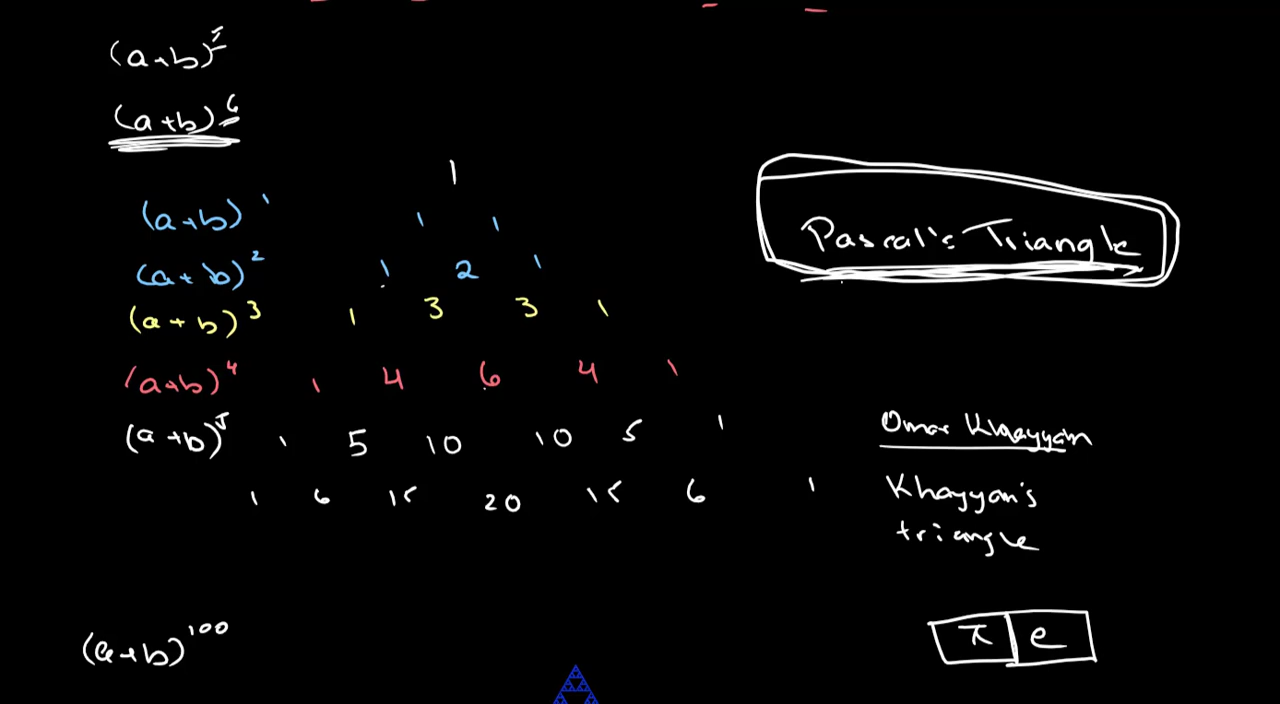 (a+b)⁵
(a+b)⁶
1
(a+b)¹ 1 1
(a+b)² 1 2 1
(a+b)³ 1 3 3 1
(a+b)⁴ 1 4 6 4 1
(a+b)⁵ 1 5 10 10 5 1
1 6 15 20 15 6 1
(a+b)¹⁰⁰
Pascal's Triangle
Omar Khayyam
Khayyam's
triangle
π e